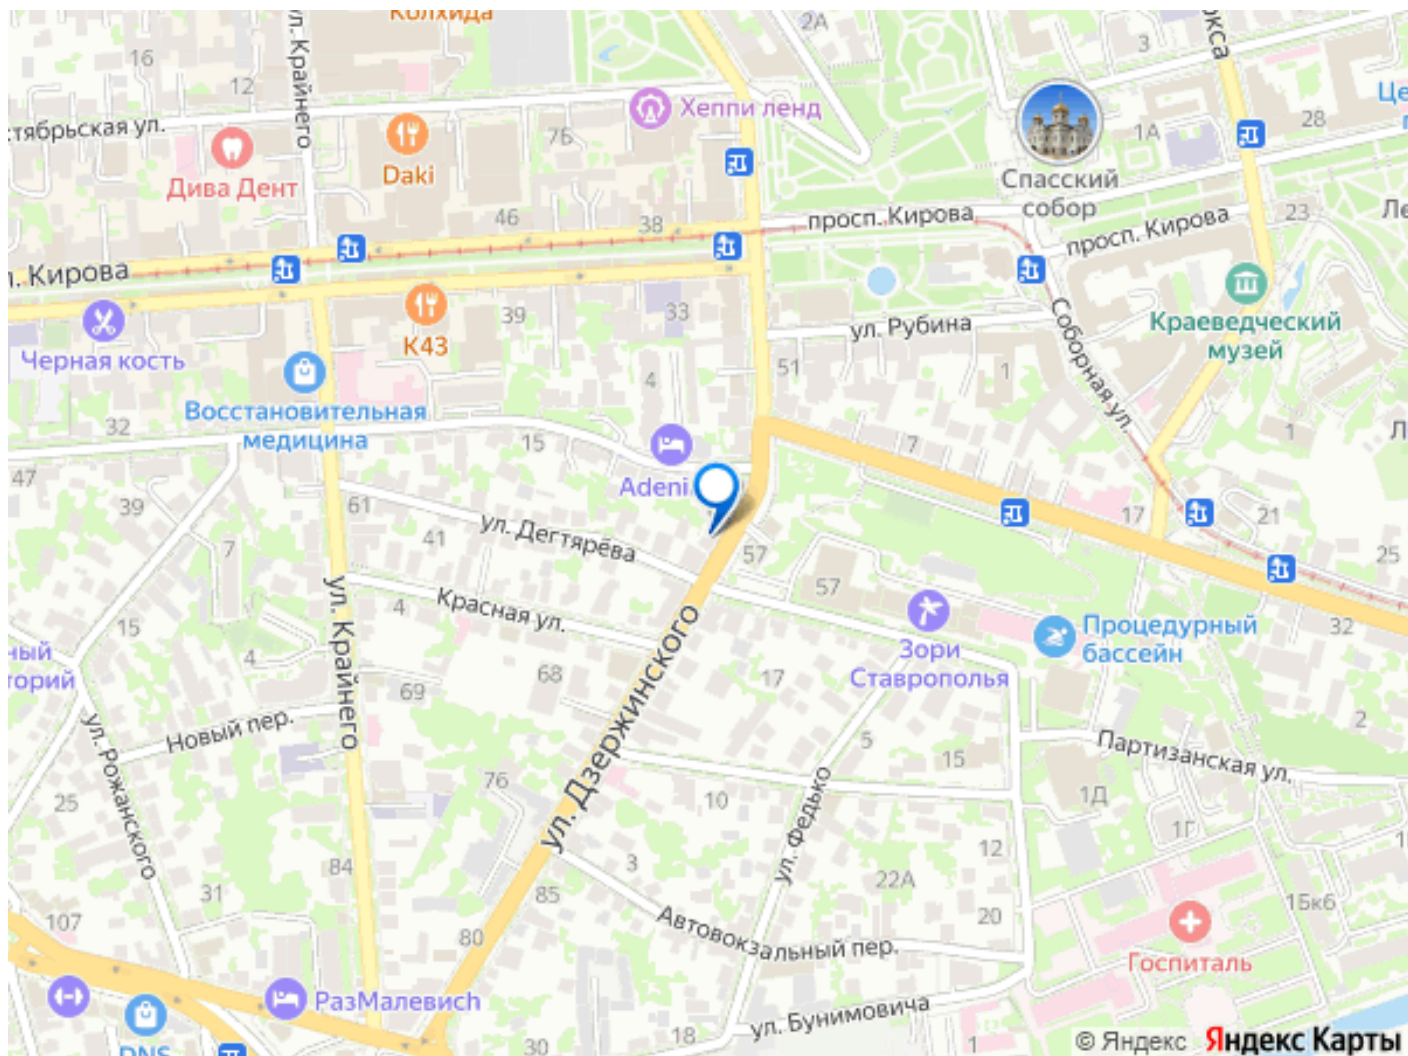 Колхида
2А
16
12
3
ул. Крайнего
Хеппи ленд
28
1А
7Б
Дива Дент
Daki
Спасский
собор
46
38
просп. Кирова
просп. Кирова
23
Кирова
33
39
К43
ул. Рубина
Краеведческий
музей
Черная кость
51
4
1
Соборная ул.
Восстановительная
медицина
32
15
7
1
47
39
61
ул. Дегтярёва
41
7
57
57
17
21
25
Красная ул.
4
15
4
ул. Крайнего
Зори
Ставрополья
Процедурный
бассейн
32
68
17
69
Новый пер.
ул. Рожанского
ул. Дзержинского
5
15
2
Партизанская ул.
76
25
10
ул. Федько
1Д
1Г
84
3
12
31
85
22А
20
15к6
107
80
Автовокзальный пер.
Госпиталь
РазМалевич
ул. Бунимовича
DNS
30
18
1
© Яндекс Яндекс Карты